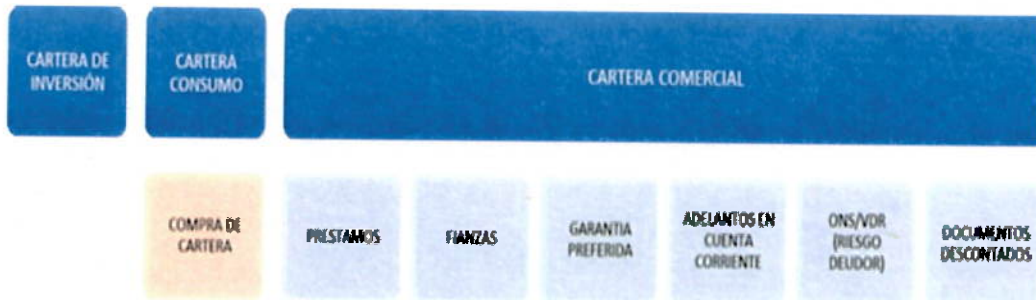 CARTERA DE
INVERSIÓN
CARTERA
CONSUMO
CARTERA COMERCIAL
COMPRA DE
CARTERA
PRESTAMOS
FIANZAS
GARANTIA
PREFERIDA
ADELANTOS EN
CUENTA
CORRIENTE
ONS/VDR
(RIESGO
DEUDOR)
DOCUMENTOS
DESCONTADOS